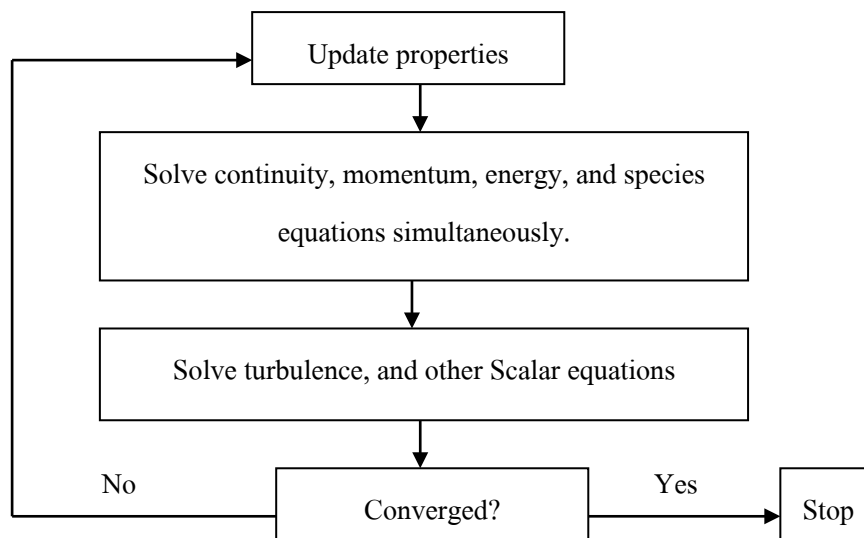 Update properties
Solve continuity, momentum, energy, and species
equations simultaneously.
Solve turbulence, and other Scalar equations
No
Yes
Converged?
Stop